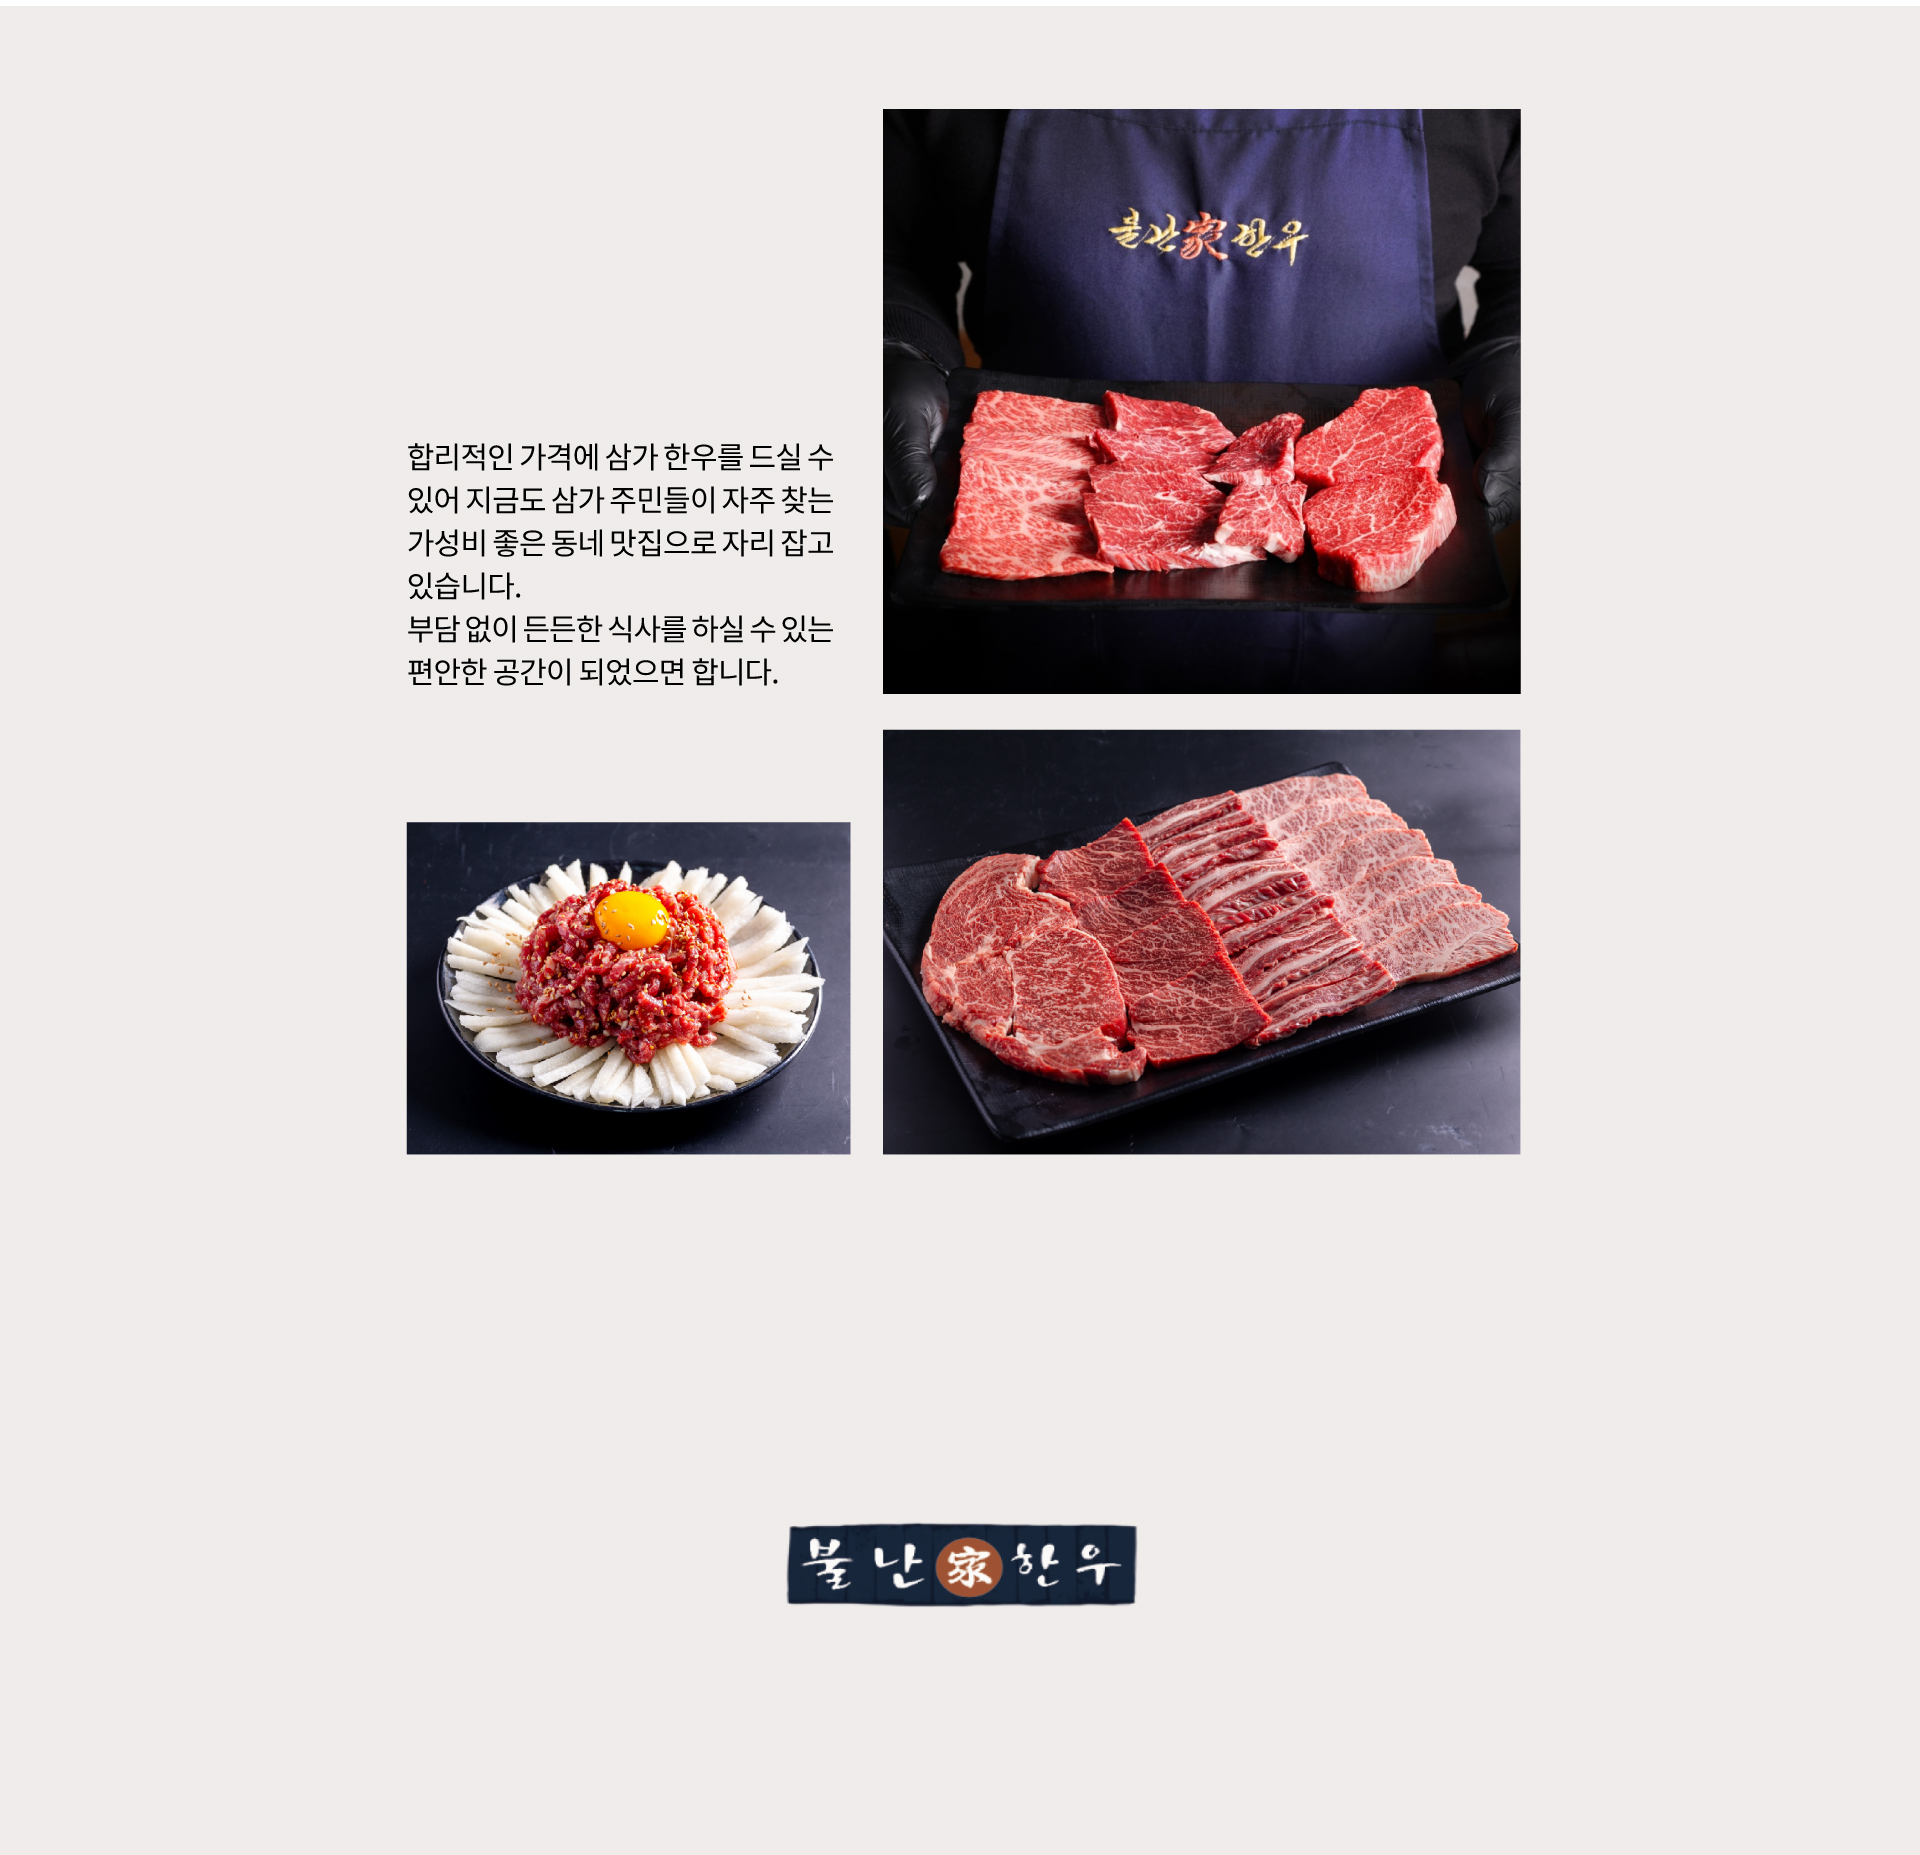 불난家한우
합리적인 가격에 삼가 한우를 드실 수
있어 지금도 삼가 주민들이 자주 찾는
가성비 좋은 동네 맛집으로 자리 잡고
있습니다.
부담 없이 든든한 식사를 하실 수 있는
편안한 공간이 되었으면 합니다.
불난家한우